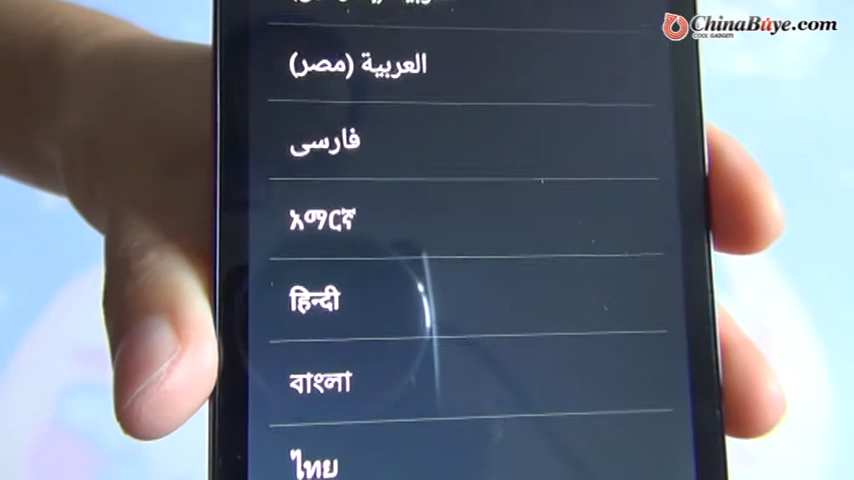 ChinaBuye.com
COOL GADGETS
العربية (مصر)
فارسی
አማርኛ
हिन्दी
বাংলা
ไทย